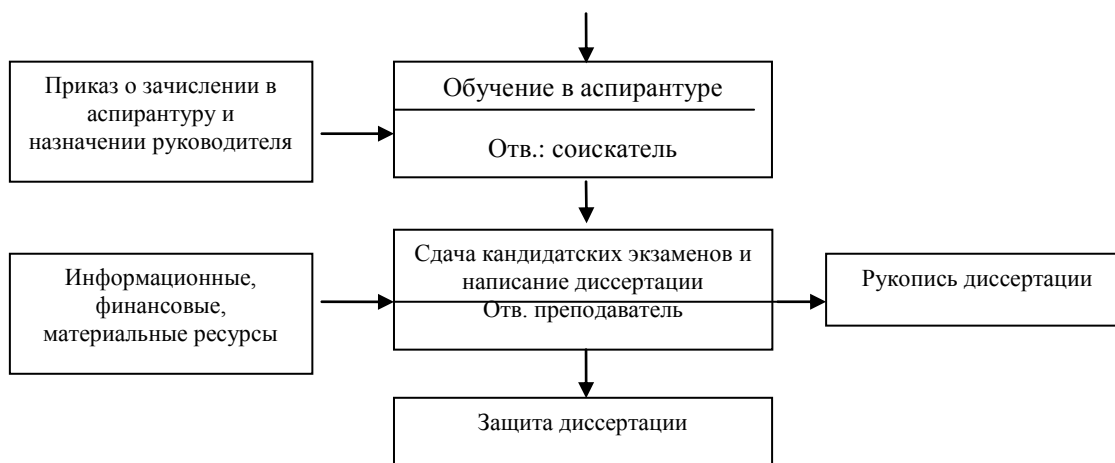 Приказ о зачислении в
аспирантуру и
назначении руководителя
Обучение в аспирантуре
Отв.: соискатель
Информационные,
финансовые,
материальные ресурсы
Сдача кандидатских экзаменов и
написание диссертации
Отв. преподаватель
Рукопись диссертации
Защита диссертации